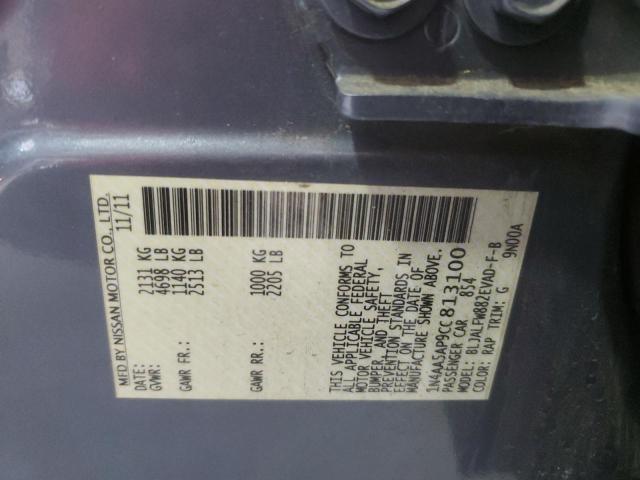 MFD BY NISSAN MOTOR CO., LTD.
DATE: 11/11
GVWR: 2131 KG
4698 LB
GAWR FR: 1140 KG
2513 LB
GAWR RR: 1000 KG
2205 LB
THIS VEHICLE CONFORMS TO
ALL APPLICABLE FEDERAL
MOTOR VEHICLE SAFETY,
BUMPER, AND THEFT
PREVENTION STANDARDS IN
EFFECT ON THE DATE OF
MANUFACTURE SHOWN ABOVE.
1N4AA5AP9CC813100
PASSENGER CAR 854
MODEL: BLJALPW882EVAD-F-B
COLOR: RAP TRIM: G 9N00A